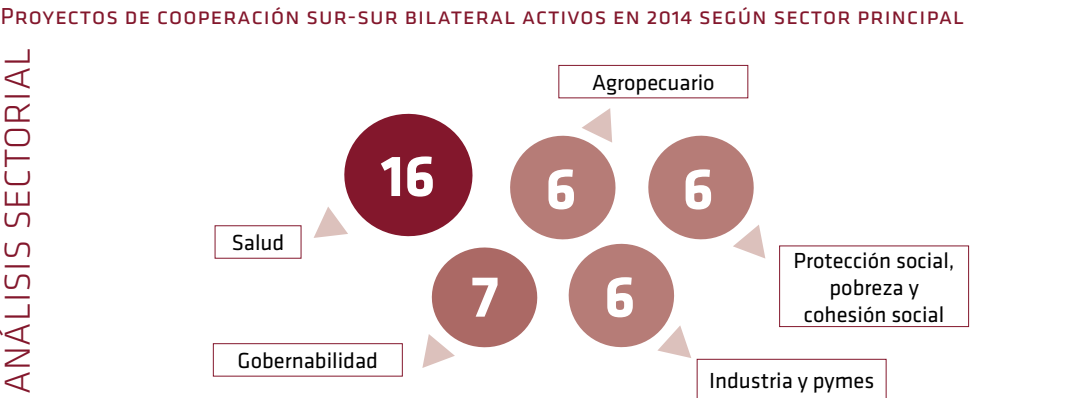 PROYECTOS DE COOPERACIÓN SUR-SUR BILATERAL ACTIVOS EN 2014 SEGÚN SECTOR PRINCIPAL
ANÁLISIS SECTORIAL
Agropecuario
16
6
6
Salud
Protección social,
pobreza y
cohesión social
7
6
Gobernabilidad
Industria y pymes